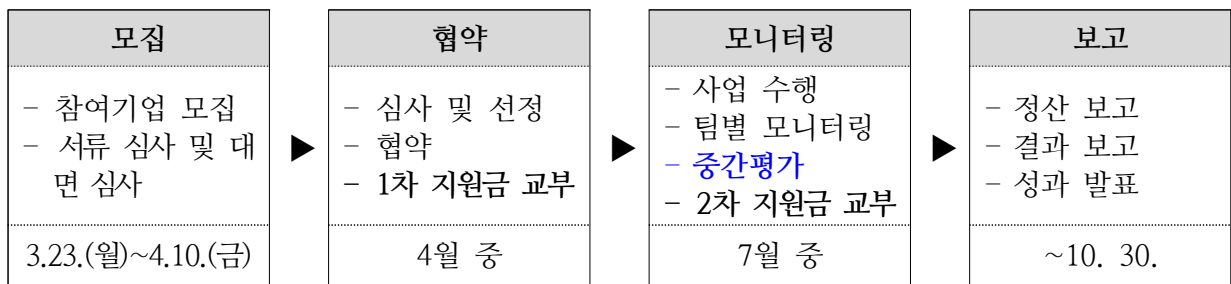 모집
- 참여기업 모집
- 서류 심사 및 대
면 심사
3.23.(월)~4.10.(금)
▶
협약
- 심사 및 선정
- 협약
- 1차 지원금 교부
4월 중
▶
모니터링
- 사업 수행
- 팀별 모니터링
- 중간평가
- 2차 지원금 교부
7월 중
▶
보고
- 정산 보고
- 결과 보고
- 성과 발표
~10. 30.